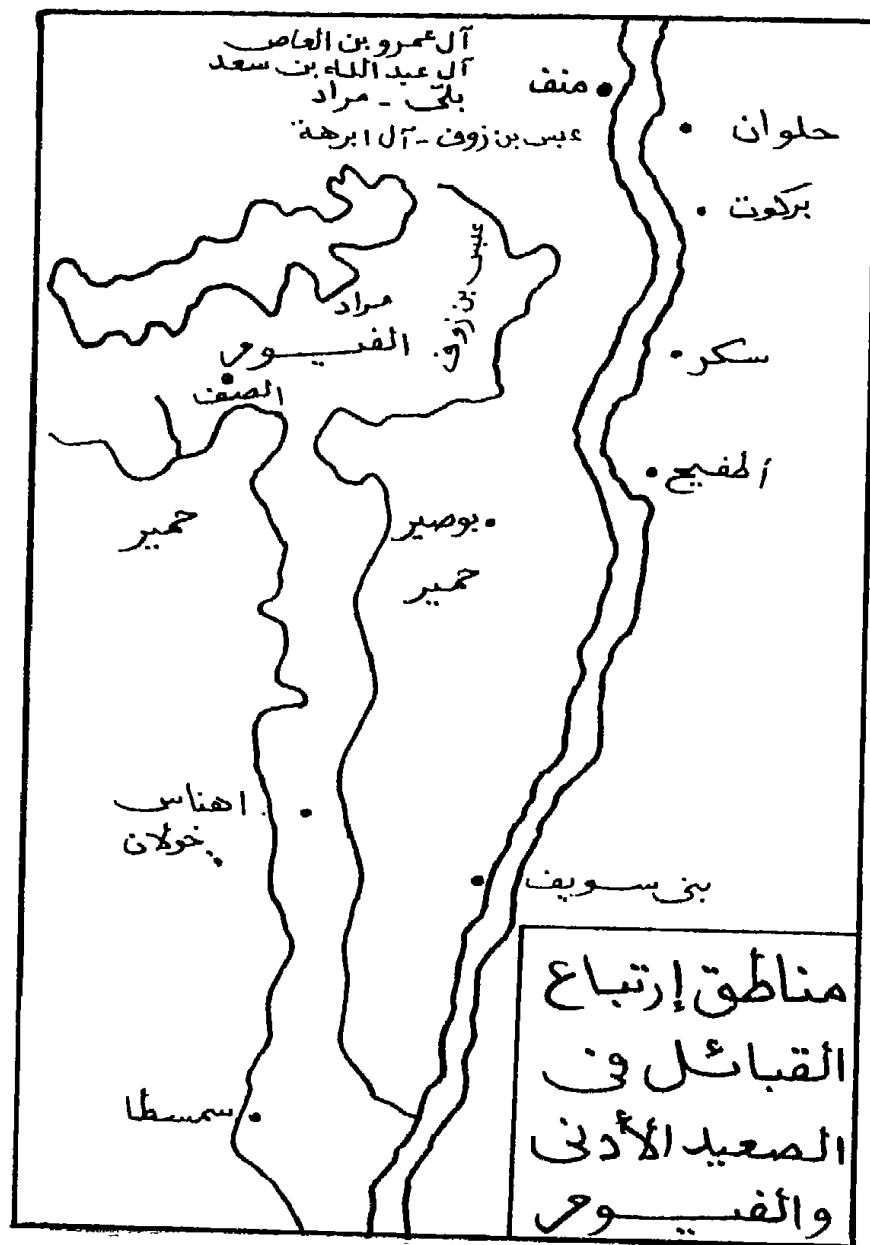 آل عمرو بن العاص
آل عبد الله بن سعد
بلىّ - مراد
عبس بن زوف - آل ابرهة
منف
حلوان
بركوت
عبس بن زوف
مراد
الفيوم
الصنف
سكر
أطفيح
بوصير
حمير
حمير
اهناس
خولان
بنى سويف
سمسطا
مناطق إرتباع
القبائل فى
الصعيد الأدنى
والفيوم